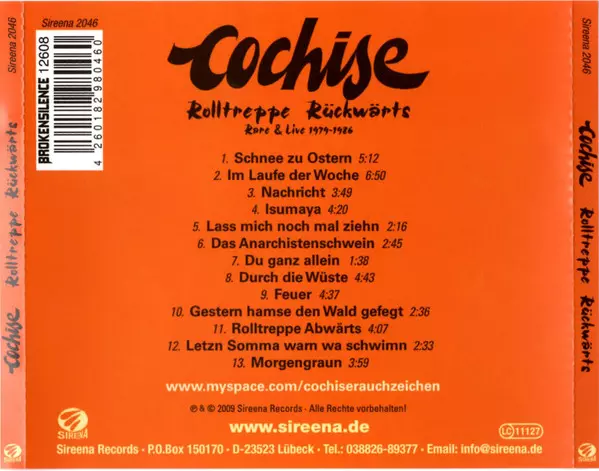 Sireena 2046
Cochise
Rolltreppe Rückwärts
SIREENA
BROKENSILENCE 12608
4 260182 980460
Cochise
Rolltreppe Rückwärts
Rare & Live 1979-1986
1. Schnee zu Ostern 5:12
2. Im Laufe der Woche 6:50
3. Nachricht 3:49
4. Isumaya 4:20
5. Lass mich noch mal ziehn 2:16
6. Das Anarchistenschwein 2:45
7. Du ganz allein 1:38
8. Durch die Wüste 4:43
9. Feuer 4:37
10. Gestern hamse den Wald gefegt 2:36
11. Rolltreppe Abwärts 4:07
12. Letzn Somma warn wa schwimn 2:33
13. Morgengraun 3:59
www.myspace.com/cochiserauchzeichen
℗ & © 2009 Sireena Records · Alle Rechte vorbehalten!
www.sireena.de
SIREENA
LC 11127
Sireena Records · P.O.Box 150170 · D-23523 Lübeck · Tel.: 038826-89377 · Email: info@sireena.de
Sireena 2046
Cochise
Rolltreppe Rückwärts
SIREENA